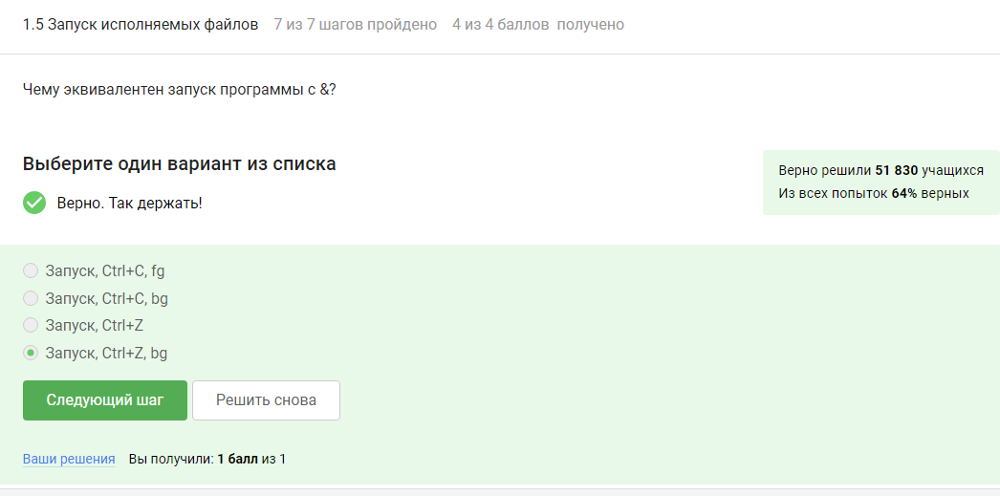 1.5 Запуск исполняемых файлов 7 из 7 шагов пройдено 4 из 4 баллов получено
Чему эквивалентен запуск программы с &?
Выберите один вариант из списка
Верно. Так держать!
Верно решили 51 830 учащихся
Из всех попыток 64% верных
Запуск, Ctrl+C, fg
Запуск, Ctrl+C, bg
Запуск, Ctrl+Z
Запуск, Ctrl+Z, bg
Следующий шаг Решить снова
Ваши решения Вы получили: 1 балл из 1